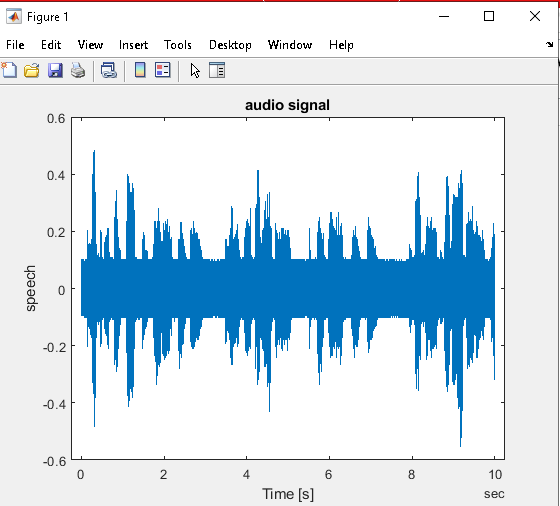 Figure 1
File Edit View Insert Tools Desktop Window Help
audio signal
0.6
0.4
0.2
0
-0.2
-0.4
-0.6
speech
0 2 4 6 8 10
Time [s]
sec